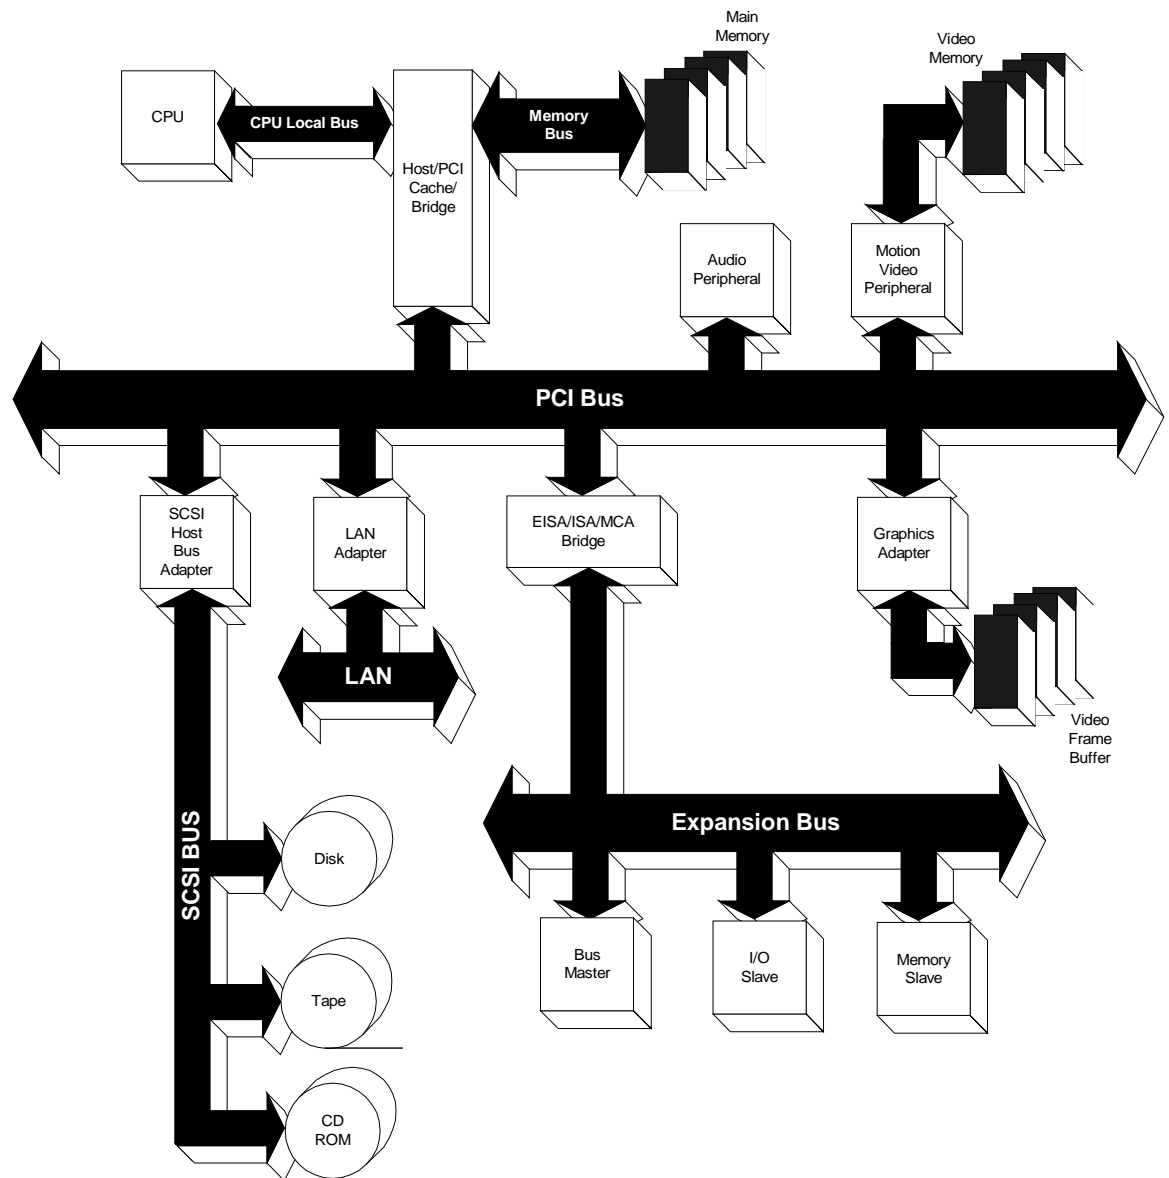 Main
Memory
Video
Memory
CPU
CPU Local Bus
Memory
Bus
Host/PCI
Cache/
Bridge
Audio
Peripheral
Motion
Video
Peripheral
PCI Bus
SCSI
Host
Bus
Adapter
LAN
Adapter
EISA/ISA/MCA
Bridge
Graphics
Adapter
LAN
Video
Frame
Buffer
SCSI BUS
Expansion Bus
Disk
Bus
Master
I/O
Slave
Memory
Slave
Tape
CD
ROM